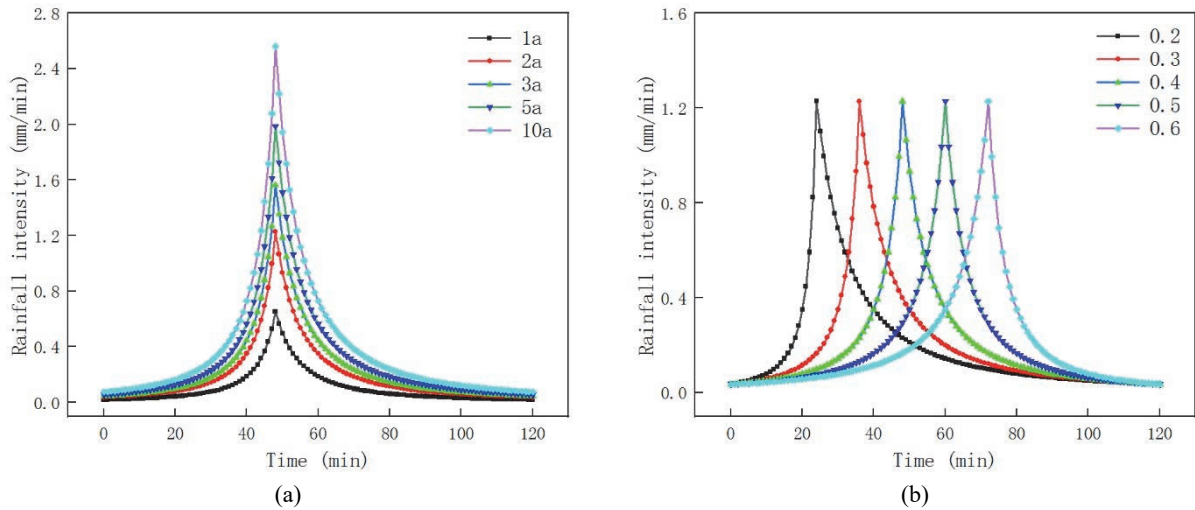 2.8
2.4
2.0
1.6
1.2
0.8
0.4
0.0
Rainfall intensity (mm/min)
1a
2a
3a
5a
10a
0 20 40 60 80 100 120
Time (min)
(a)
1.6
1.2
0.8
0.4
0.0
Rainfall intensity (mm/min)
0.2
0.3
0.4
0.5
0.6
0 20 40 60 80 100 120
Time (min)
(b)